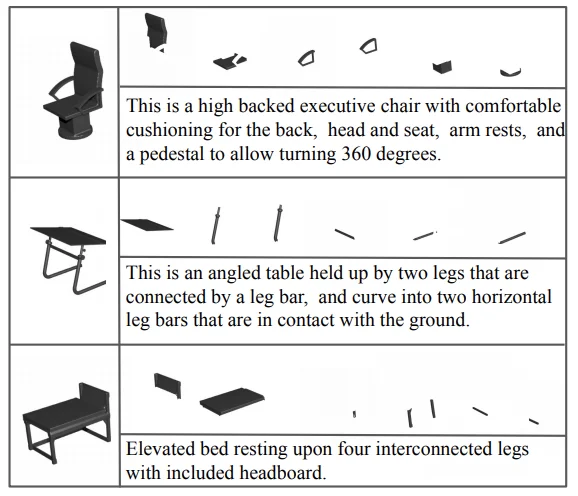 This is a high backed executive chair with comfortable
cushioning for the back, head and seat, arm rests, and
a pedestal to allow turning 360 degrees.
This is an angled table held up by two legs that are
connected by a leg bar, and curve into two horizontal
leg bars that are in contact with the ground.
Elevated bed resting upon four interconnected legs
with included headboard.